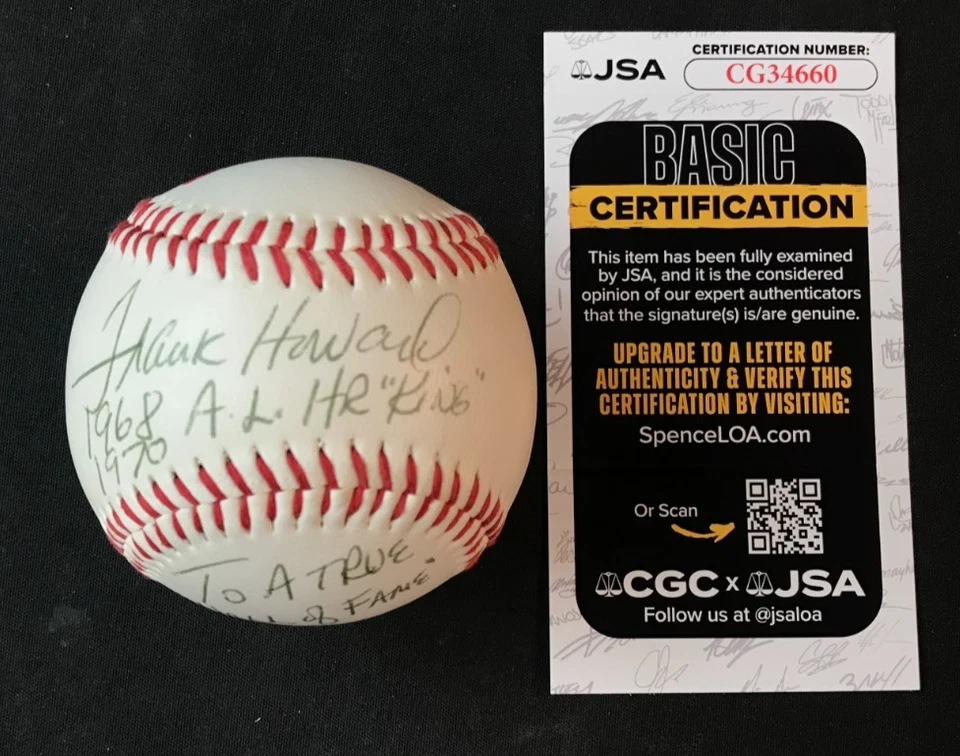 Frank Howard
1968 A.L. HR "King"
1970
To A TRUE
of FAME"
JSA
CERTIFICATION NUMBER:
CG34660
BASIC
CERTIFICATION
This item has been fully examined
by JSA, and it is the considered
opinion of our expert authenticators
that the signature(s) is/are genuine.
UPGRADE TO A LETTER OF
AUTHENTICITY & VERIFY THIS
CERTIFICATION BY VISITING:
SpenceLOA.com
Or Scan
CGC x JSA
Follow us at @jsaloa